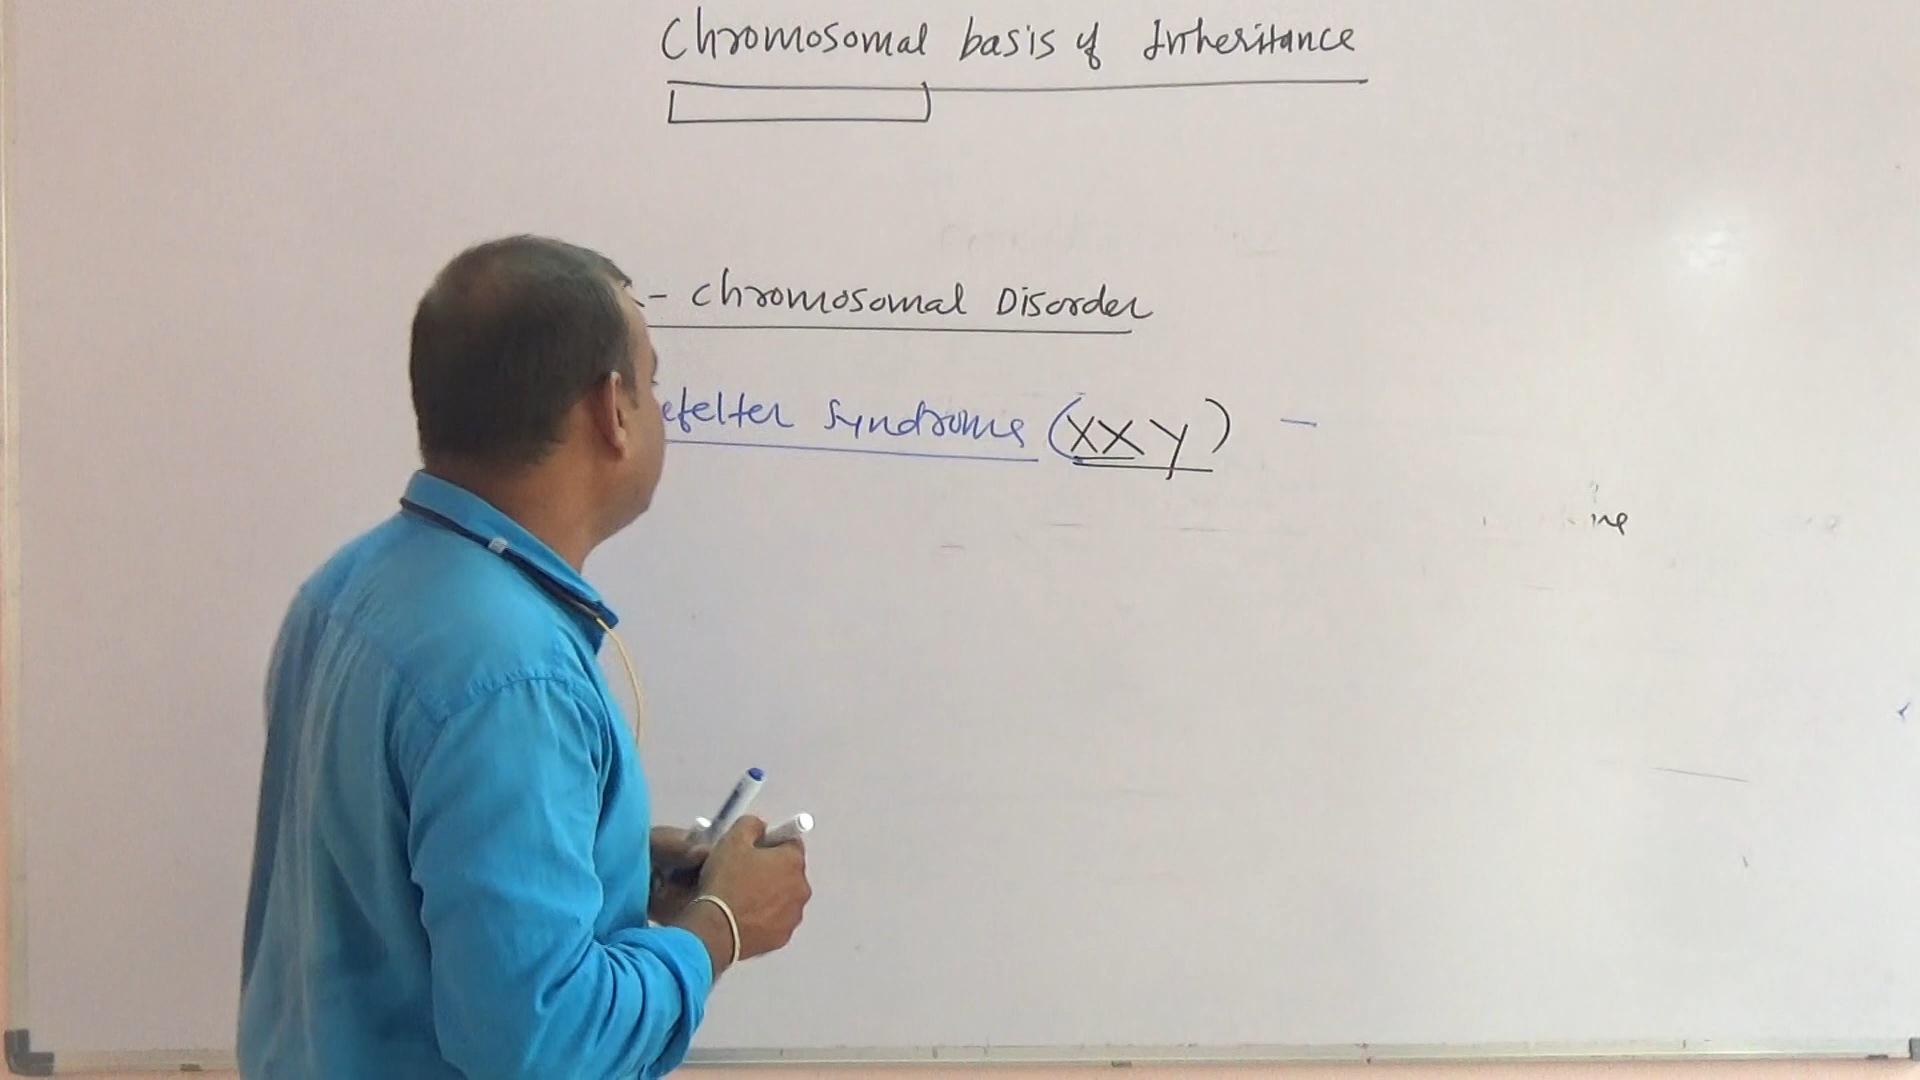 Chromosomal basis of Inheritance
- Chromosomal Disorder
efelter Syndrome (XXY) -